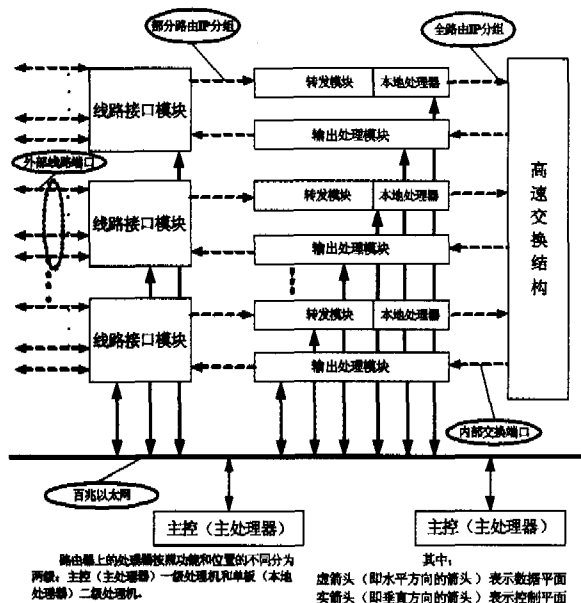 部分路由IP分组
全路由IP分组
线路接口模块
转发模块
本地处理器
输出处理模块
外部线路端口
线路接口模块
转发模块
本地处理器
输出处理模块
高速交换结构
线路接口模块
转发模块
本地处理器
输出处理模块
内部交换端口
百兆以太网
主控（主处理器）
主控（主处理器）
路由器上的处理器按照功能和位置的不同分为
两级：主控（主处理器）一级处理机和单板（本地
处理器）二级处理机。
其中：
虚箭头（即水平方向的箭头）表示数据平面
实箭头（即垂直方向的箭头）表示控制平面